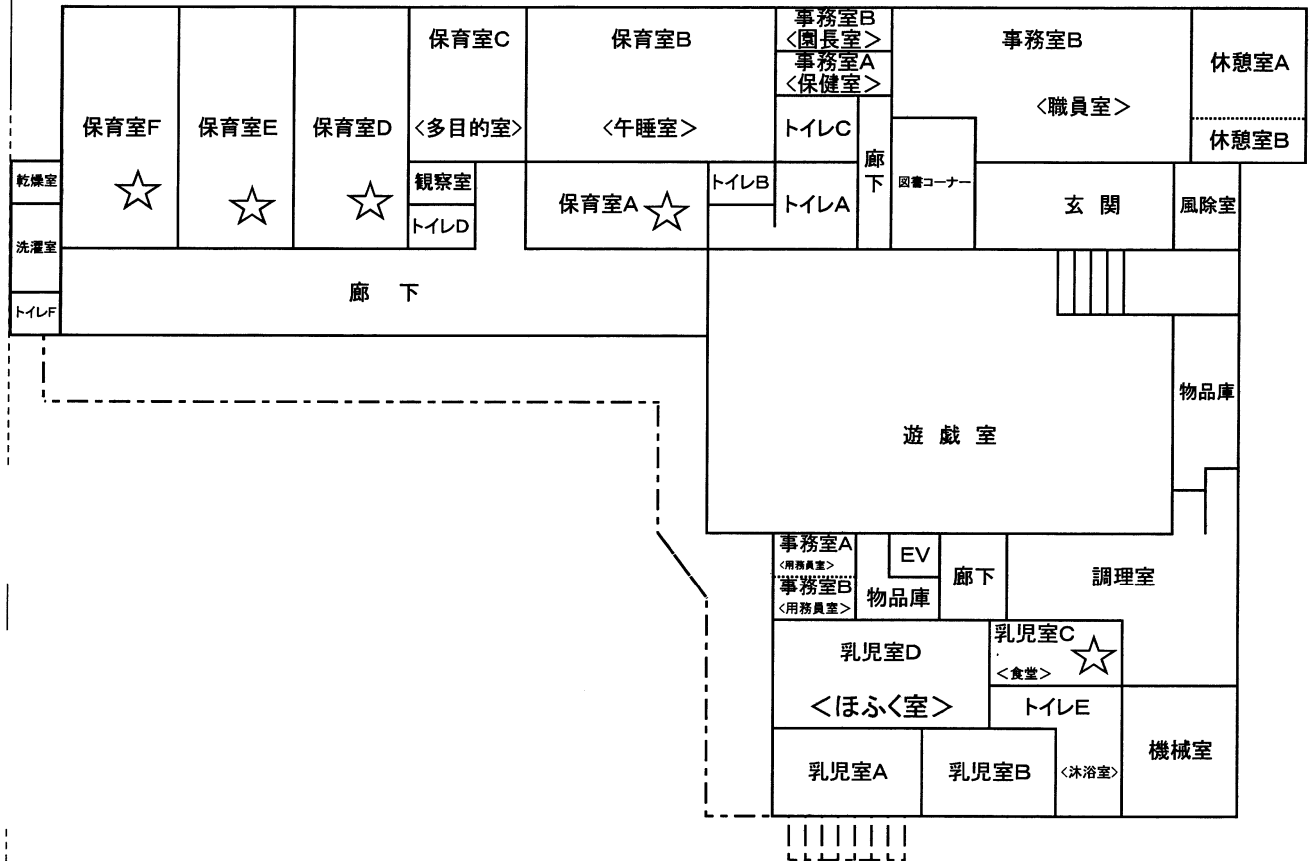 保育室F
保育室E
保育室D
保育室C
<多目的室>
保育室B
<午睡室>
事務室B
<園長室>
事務室A
<保健室>
事務室B
<職員室>
休憩室A
休憩室B
トイレC
廊下
図書コーナー
乾燥室
洗濯室
トイレF
観察室
トイレD
保育室A
トイレB
トイレA
玄 関
風除室
廊 下
遊 戯 室
物品庫
事務室A
<用務員室>
事務室B
<用務員室>
EV
物品庫
廊下
調理室
乳児室D
<ほふく室>
乳児室C
<食堂>
トイレE
<沐浴室>
乳児室A
乳児室B
機械室